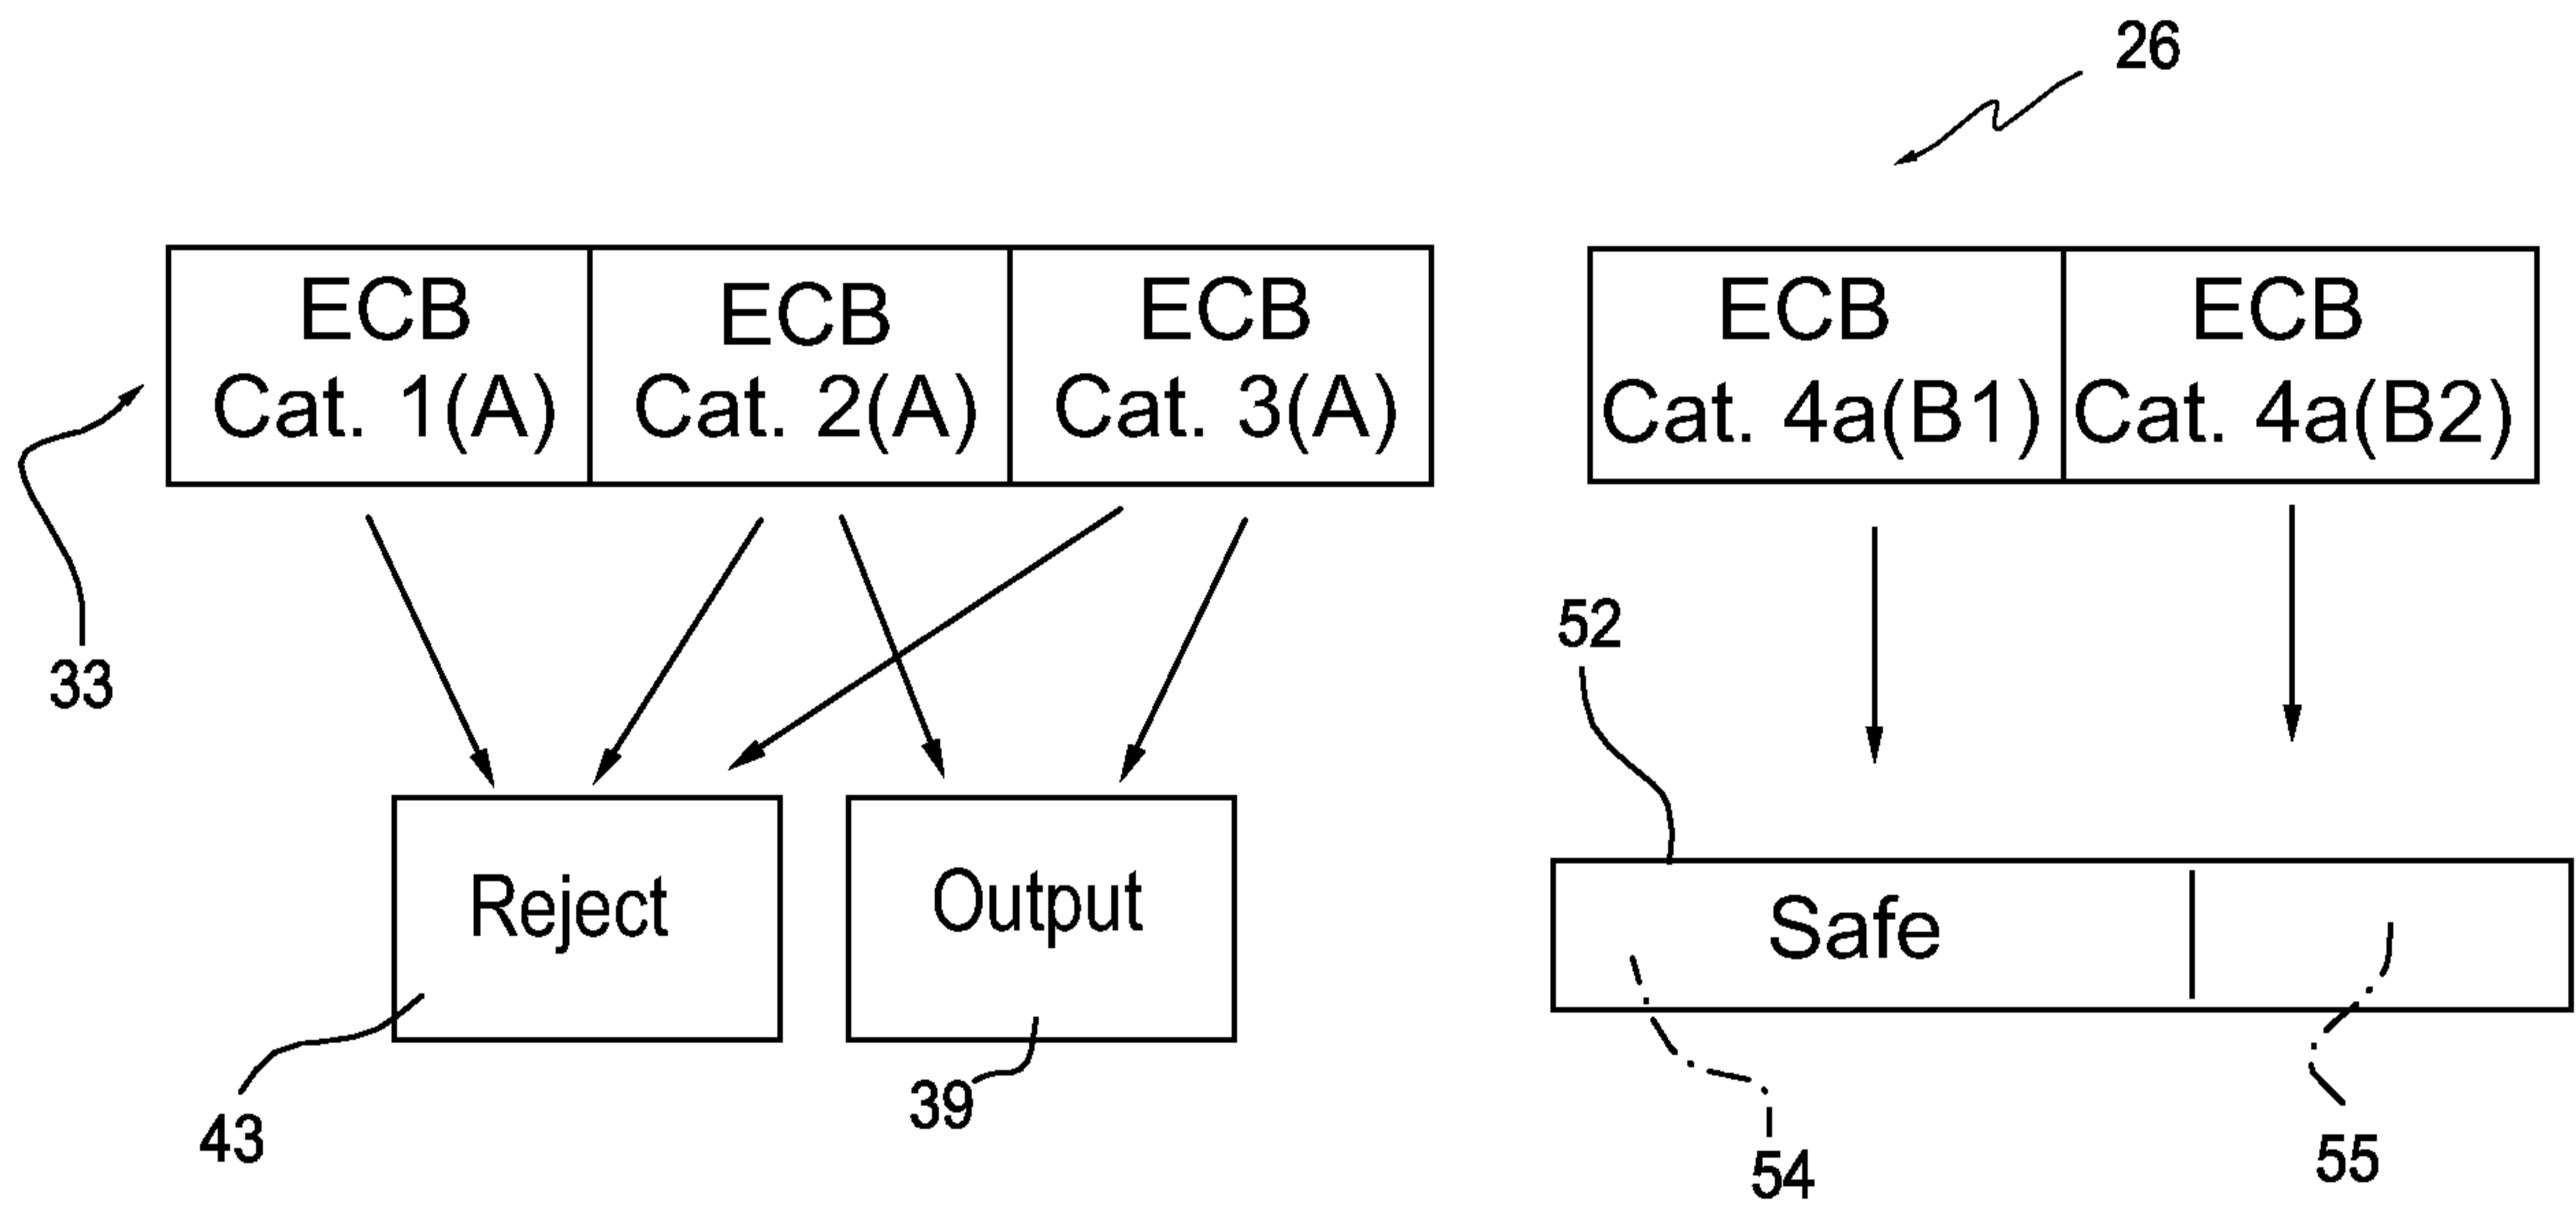 26
ECB
Cat. 1(A)
ECB
Cat. 2(A)
ECB
Cat. 3(A)
ECB
Cat. 4a(B1)
ECB
Cat. 4a(B2)
33
52
Reject
Output
Safe
43
39
54
55